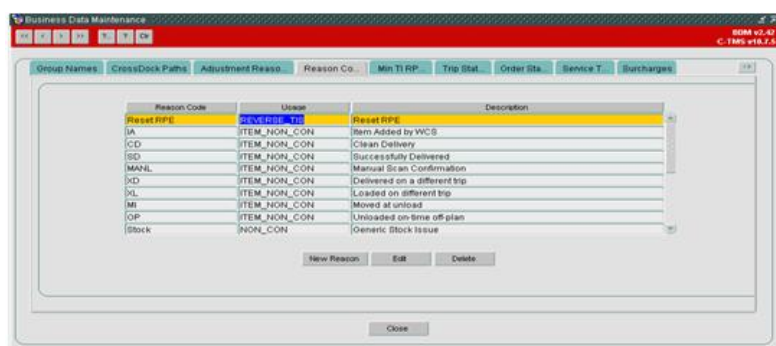 Business Data Maintenance
<< < > >> ?.. ? Clr
BDM v2.42
C-TMS v10.7.5
Group Names CrossDock Paths Adjustment Reaso... Reason Co... Min TI RP... Trip Stat... Order Sta... Service T... Surcharges
Reason Code Usage Description
Reset RPE REVERSE_TIS Reset RPE
IA ITEM_NON_CON Item Added by WCS
CD ITEM_NON_CON Clean Delivery
SD ITEM_NON_CON Successfully Delivered
MANL ITEM_NON_CON Manual Scan Confirmation
XD ITEM_NON_CON Delivered on a different trip
XL ITEM_NON_CON Loaded on different trip
MI ITEM_NON_CON Moved at unload
OP ITEM_NON_CON Unloaded on-time off-plan
Stock NON_CON Generic Stock Issue
New Reason Edit Delete
Close